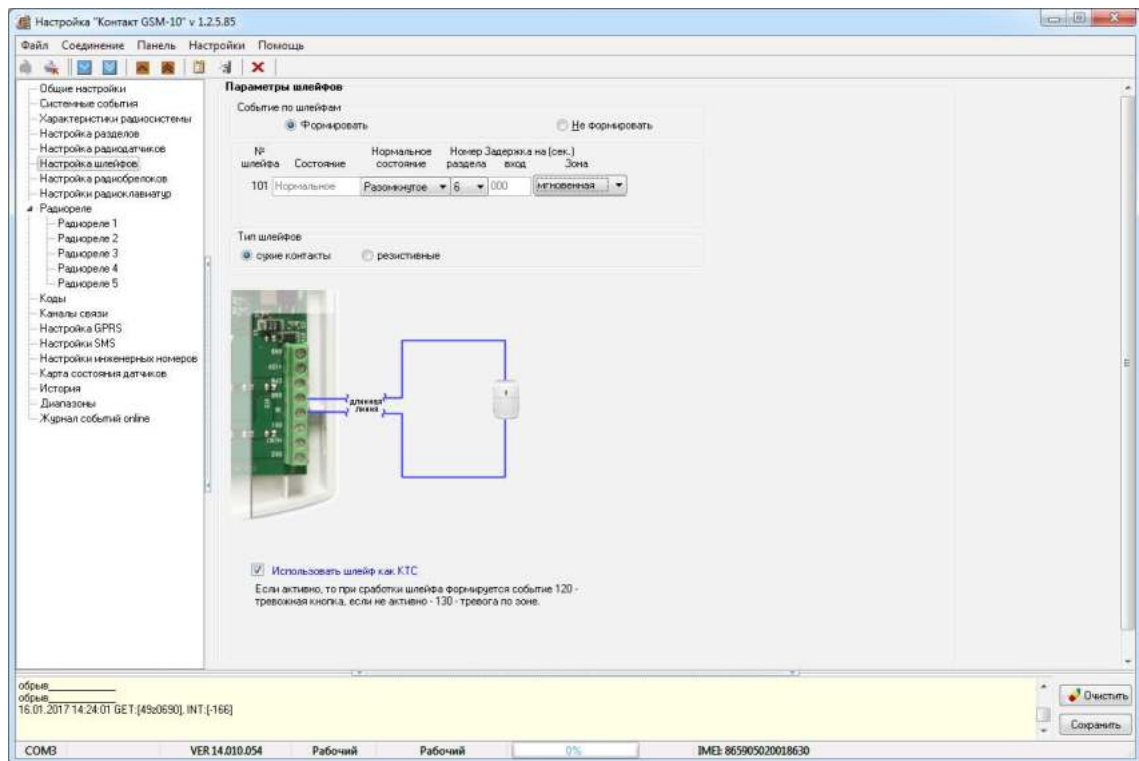 Настройка "Контакт GSM-10" v 1.2.5.85
Файл Соединение Панель Настройки Помощь
Общие настройки
Системные события
Характеристики радиосистемы
Настройка разделов
Настройка радиодатчиков
Настройка шлейфов
Настройка радиобрелоков
Настройки радиоклавиатур
Радиореле
Радиореле 1
Радиореле 2
Радиореле 3
Радиореле 4
Радиореле 5
Коды
Каналы связи
Настройка GPRS
Настройки SMS
Настройки инженерных номеров
Карта состояния датчиков
История
Диапазоны
Журнал событий online
Параметры шлейфов
Событие по шлейфам
Формировать Не формировать
№ шлейфа Состояние Нормальное состояние Номер раздела Задержка на (сек.) вход Зона
101 Нормальное Разомкнутое 6 000 мгновенная
Тип шлейфов
сухие контакты резистивные
длинная
линия
Использовать шлейф как КТС
Если активно, то при сработки шлейфа формируется событие 120 -
тревожная кнопка, если не активно - 130 - тревога по зоне.
обрыв____________
обрыв____________
16.01.2017 14:24:01 GET:[49z0690], INT:[-166]
Очистить
Сохранить
COM3 VER 14.010.054 Рабочий Рабочий 0% IMEI: 865905020018630